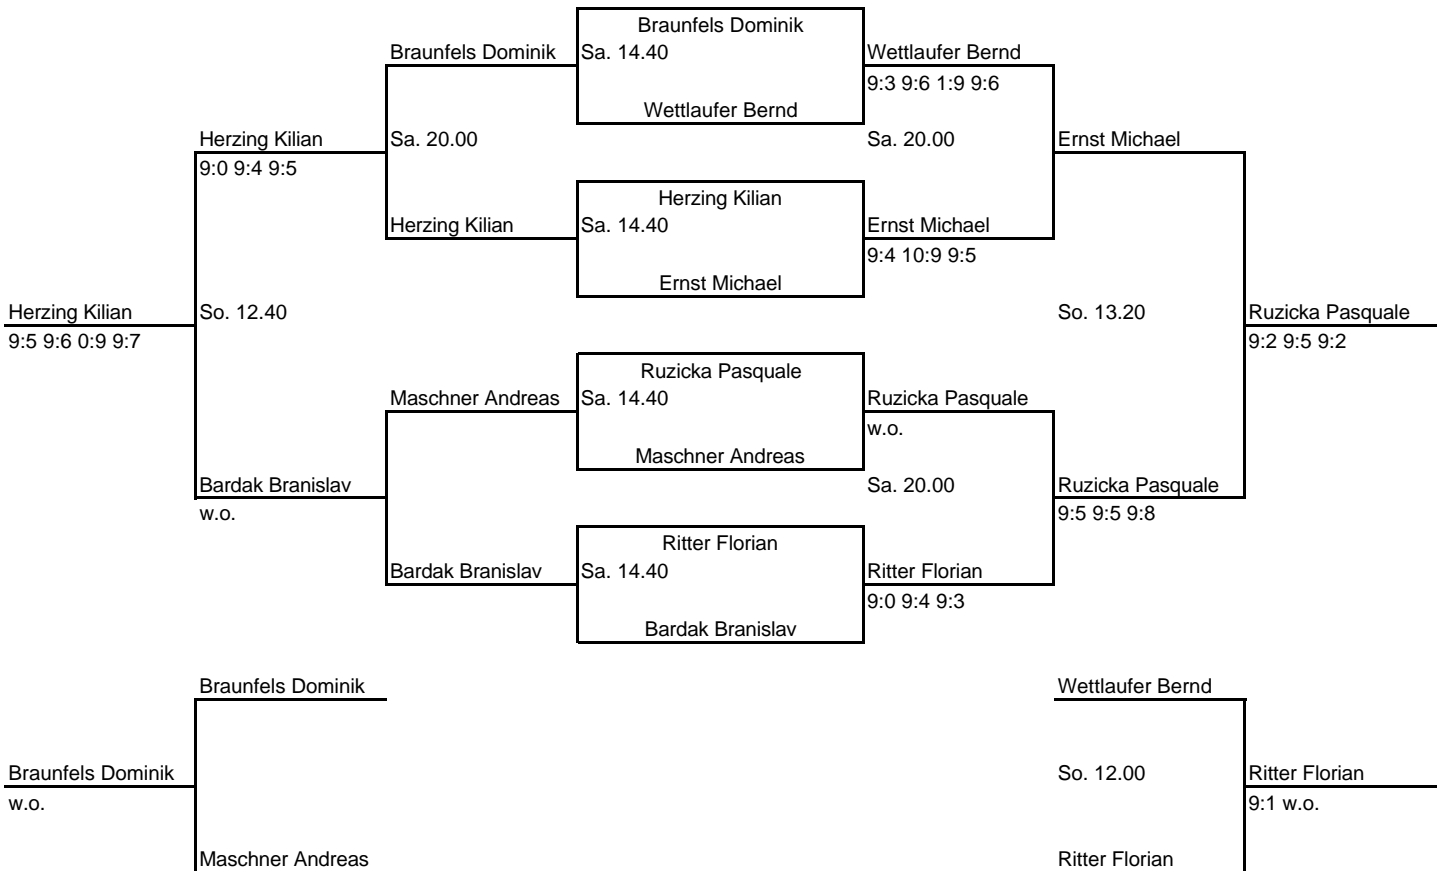 Braunfels Dominik
Braunfels Dominik Sa. 14.40 Wettlaufer Bernd
9:3 9:6 1:9 9:6
Wettlaufer Bernd
Herzing Kilian Sa. 20.00 Sa. 20.00 Ernst Michael
9:0 9:4 9:5
Herzing Kilian
Herzing Kilian Sa. 14.40 Ernst Michael
9:4 10:9 9:5
Ernst Michael
Herzing Kilian So. 12.40 So. 13.20 Ruzicka Pasquale
9:5 9:6 0:9 9:7 9:2 9:5 9:2
Ruzicka Pasquale
Maschner Andreas Sa. 14.40 Ruzicka Pasquale
w.o.
Maschner Andreas
Bardak Branislav Sa. 20.00 Ruzicka Pasquale
w.o. 9:5 9:5 9:8
Ritter Florian
Bardak Branislav Sa. 14.40 Ritter Florian
9:0 9:4 9:3
Bardak Branislav
Braunfels Dominik Wettlaufer Bernd
Braunfels Dominik So. 12.00 Ritter Florian
w.o. 9:1 w.o.
Maschner Andreas Ritter Florian